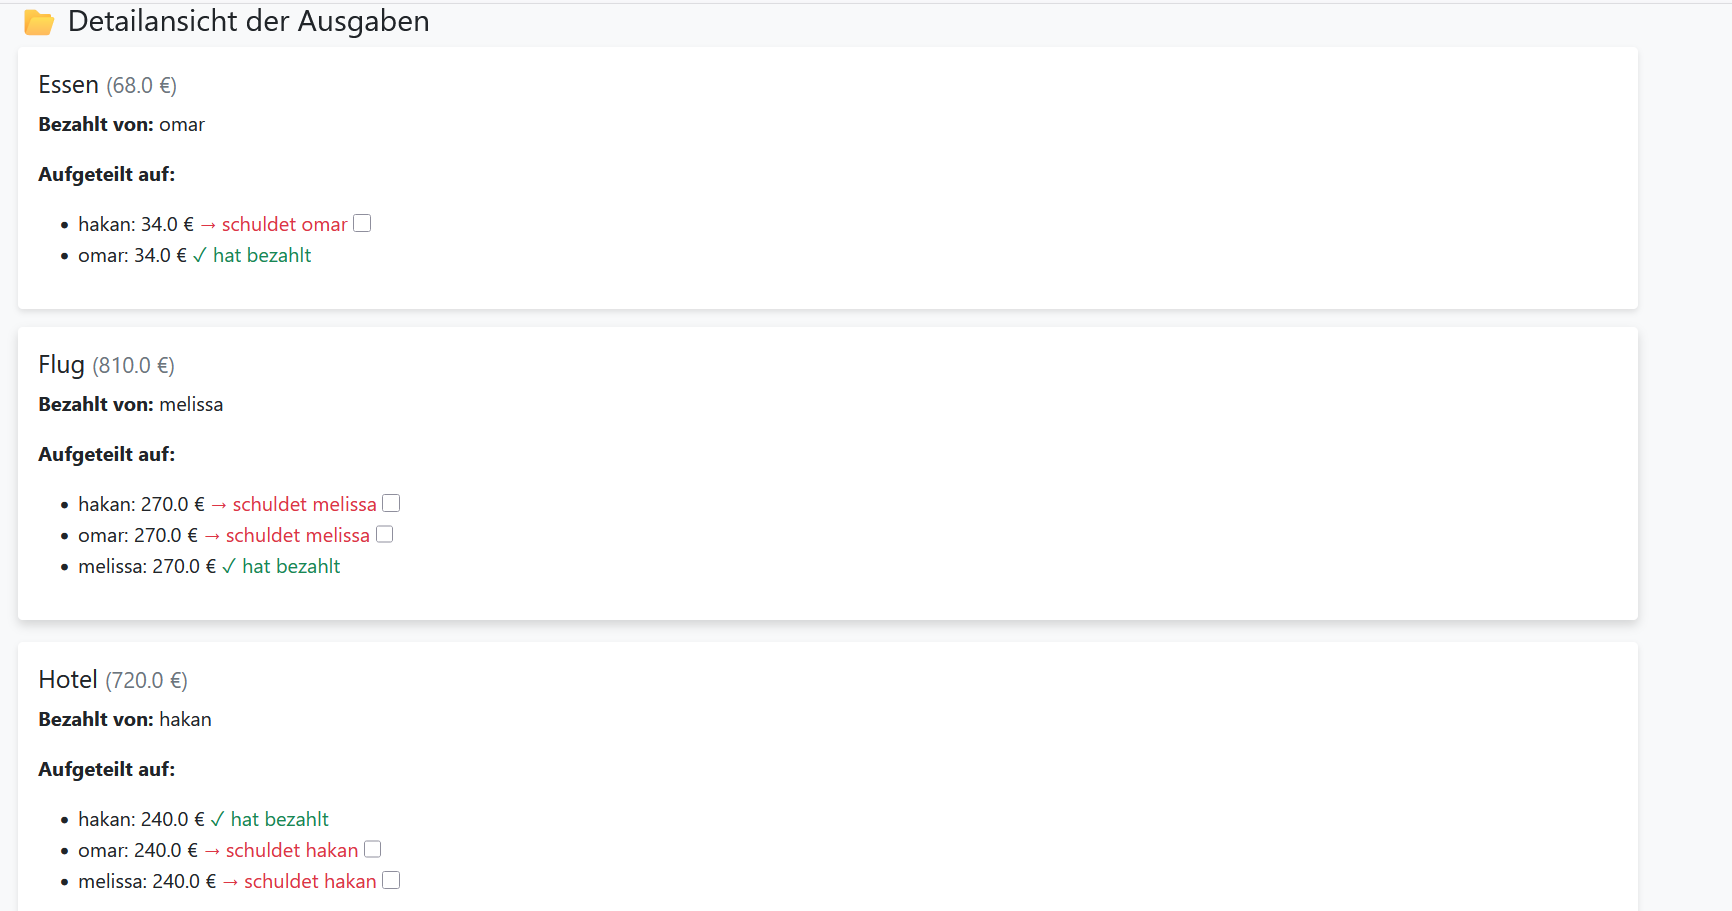 Detailansicht der Ausgaben
Essen (68.0 €)
Bezahlt von: omar
Aufgeteilt auf:
• hakan: 34.0 € → schuldet omar
• omar: 34.0 € ✓ hat bezahlt
Flug (810.0 €)
Bezahlt von: melissa
Aufgeteilt auf:
• hakan: 270.0 € → schuldet melissa
• omar: 270.0 € → schuldet melissa
• melissa: 270.0 € ✓ hat bezahlt
Hotel (720.0 €)
Bezahlt von: hakan
Aufgeteilt auf:
• hakan: 240.0 € ✓ hat bezahlt
• omar: 240.0 € → schuldet hakan
• melissa: 240.0 € → schuldet hakan